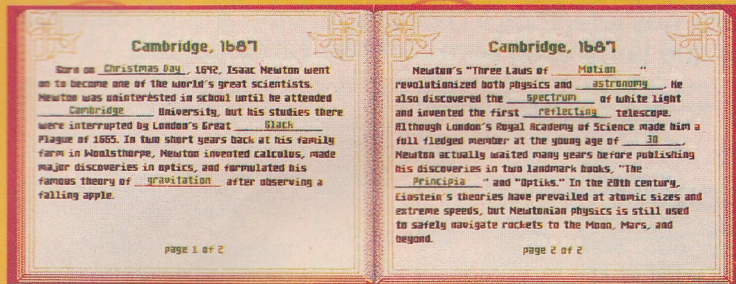 Cambridge, 1687
Born on Christmas Day, 1642, Isaac Newton went
on to become one of the world's great scientists.
Newton was uninterested in school until he attended
Cambridge University, but his studies there
were interrupted by London's Great Black
Plague of 1665. In two short years back at his family
farm in Woolsthorpe, Newton invented calculus, made
major discoveries in optics, and formulated his
famous theory of gravitation after observing a
falling apple.
page 1 of 2
Cambridge, 1687
Newton's "Three Laws of Motion "
revolutionized both physics and astronomy. He
also discovered the spectrum of white light
and invented the first reflecting telescope.
Although London's Royal Academy of Science made him a
full fledged member at the young age of 30,
Newton actually waited many years before publishing
his discoveries in two landmark books, "The
Principia " and "Optiks." In the 20th century,
Einstein's theories have prevailed at atomic sizes and
extreme speeds, but Newtonian physics is still used
to safely navigate rockets to the Moon, Mars, and
beyond.
page 2 of 2